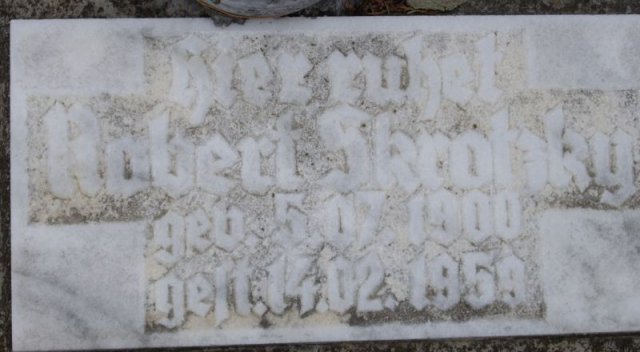 Hier ruhet
Robert Skrotzky
geb. 5.07.1900
gest. 14.02.1959